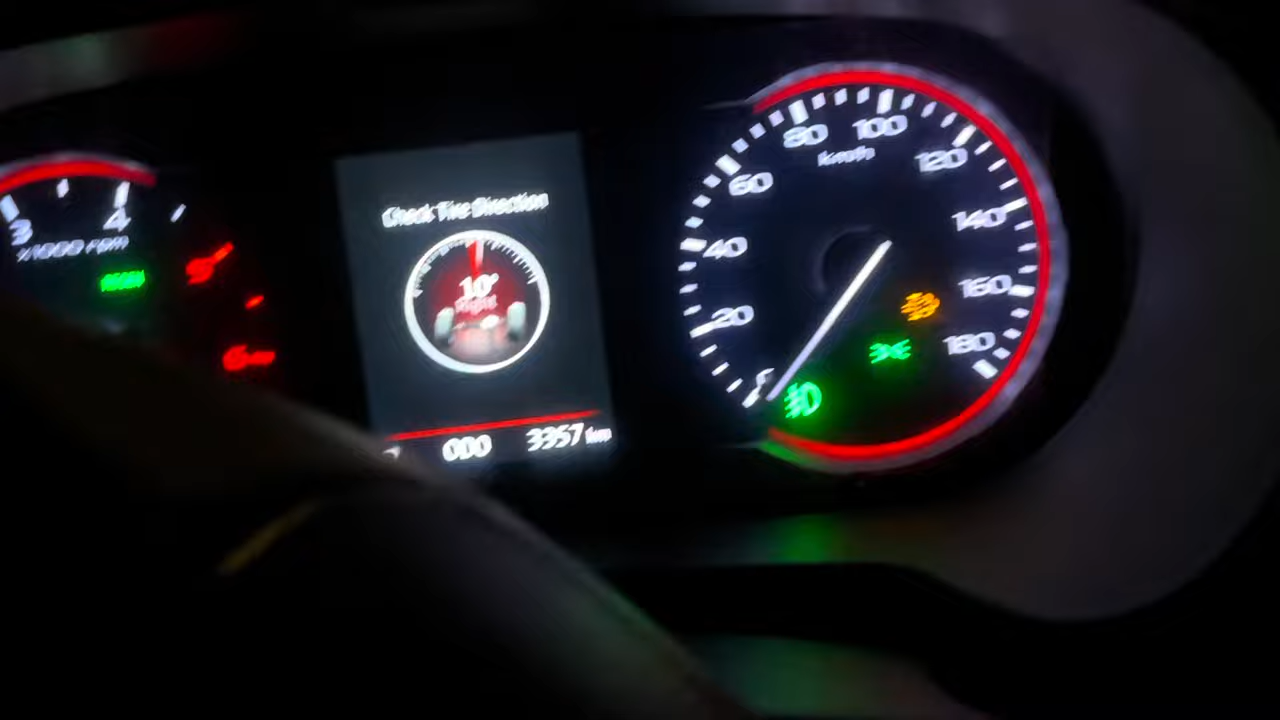 3
4
x1000 rpm
Check Tire Direction
10°
Right
ODO
3357 km
20
40
60
80
100
120
140
160
180
km/h